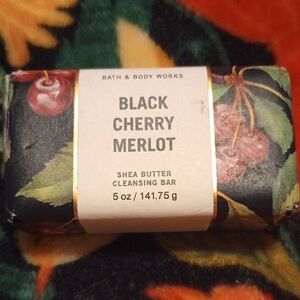 BATH & BODY WORKS
BLACK
CHERRY
MERLOT
SHEA BUTTER
CLEANSING BAR
5 oz / 141.75 g